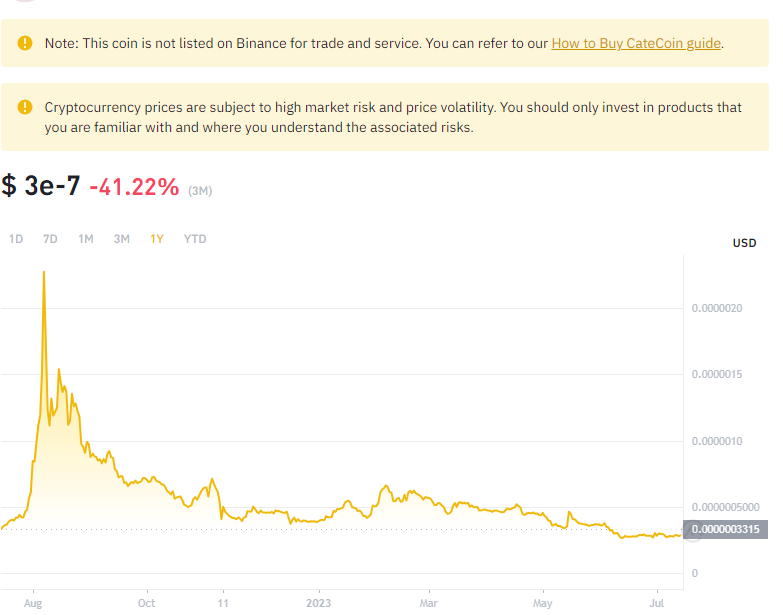 Note: This coin is not listed on Binance for trade and service. You can refer to our How to Buy CateCoin guide.
Cryptocurrency prices are subject to high market risk and price volatility. You should only invest in products that
you are familiar with and where you understand the associated risks.
$ 3e-7 -41.22% (3M)
1D 7D 1M 3M 1Y YTD
USD
0.0000020
0.0000015
0.0000010
0.0000005000
0.0000003315
0
Aug Oct 11 2023 Mar May Jul